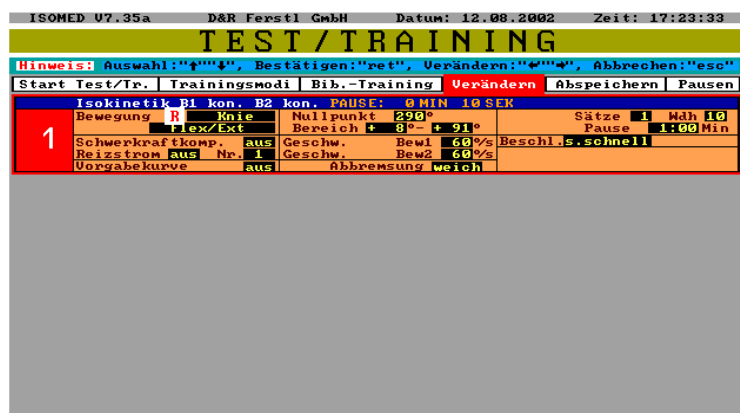 ISOMED V7.35a D&R Ferstl GmbH Datum: 12.08.2002 Zeit: 17:23:33
TEST/TRAINING
Hinweis: Auswahl:"↑""↓", Bestätigen:"ret", Verändern:"←""→", Abbrechen:"esc"
Start Test/Tr. Trainingsmodi Bib.-Training Verändern Abspeichern Pausen
Isokinetik B1 kon. B2 kon. PAUSE: 0 MIN 10 SEK
1 Bewegung R Knie Nullpunkt 290° Sätze 1 Wdh 10
Flex/Ext Bereich + 8°- + 91° Pause 1:00 Min
Schwerkraftkomp. aus Geschw. Bew1 60°/s Beschl.s.schnell
Reizstrom aus Nr. 1 Geschw. Bew2 60°/s
Vorgabekurve aus Abbremsung weich